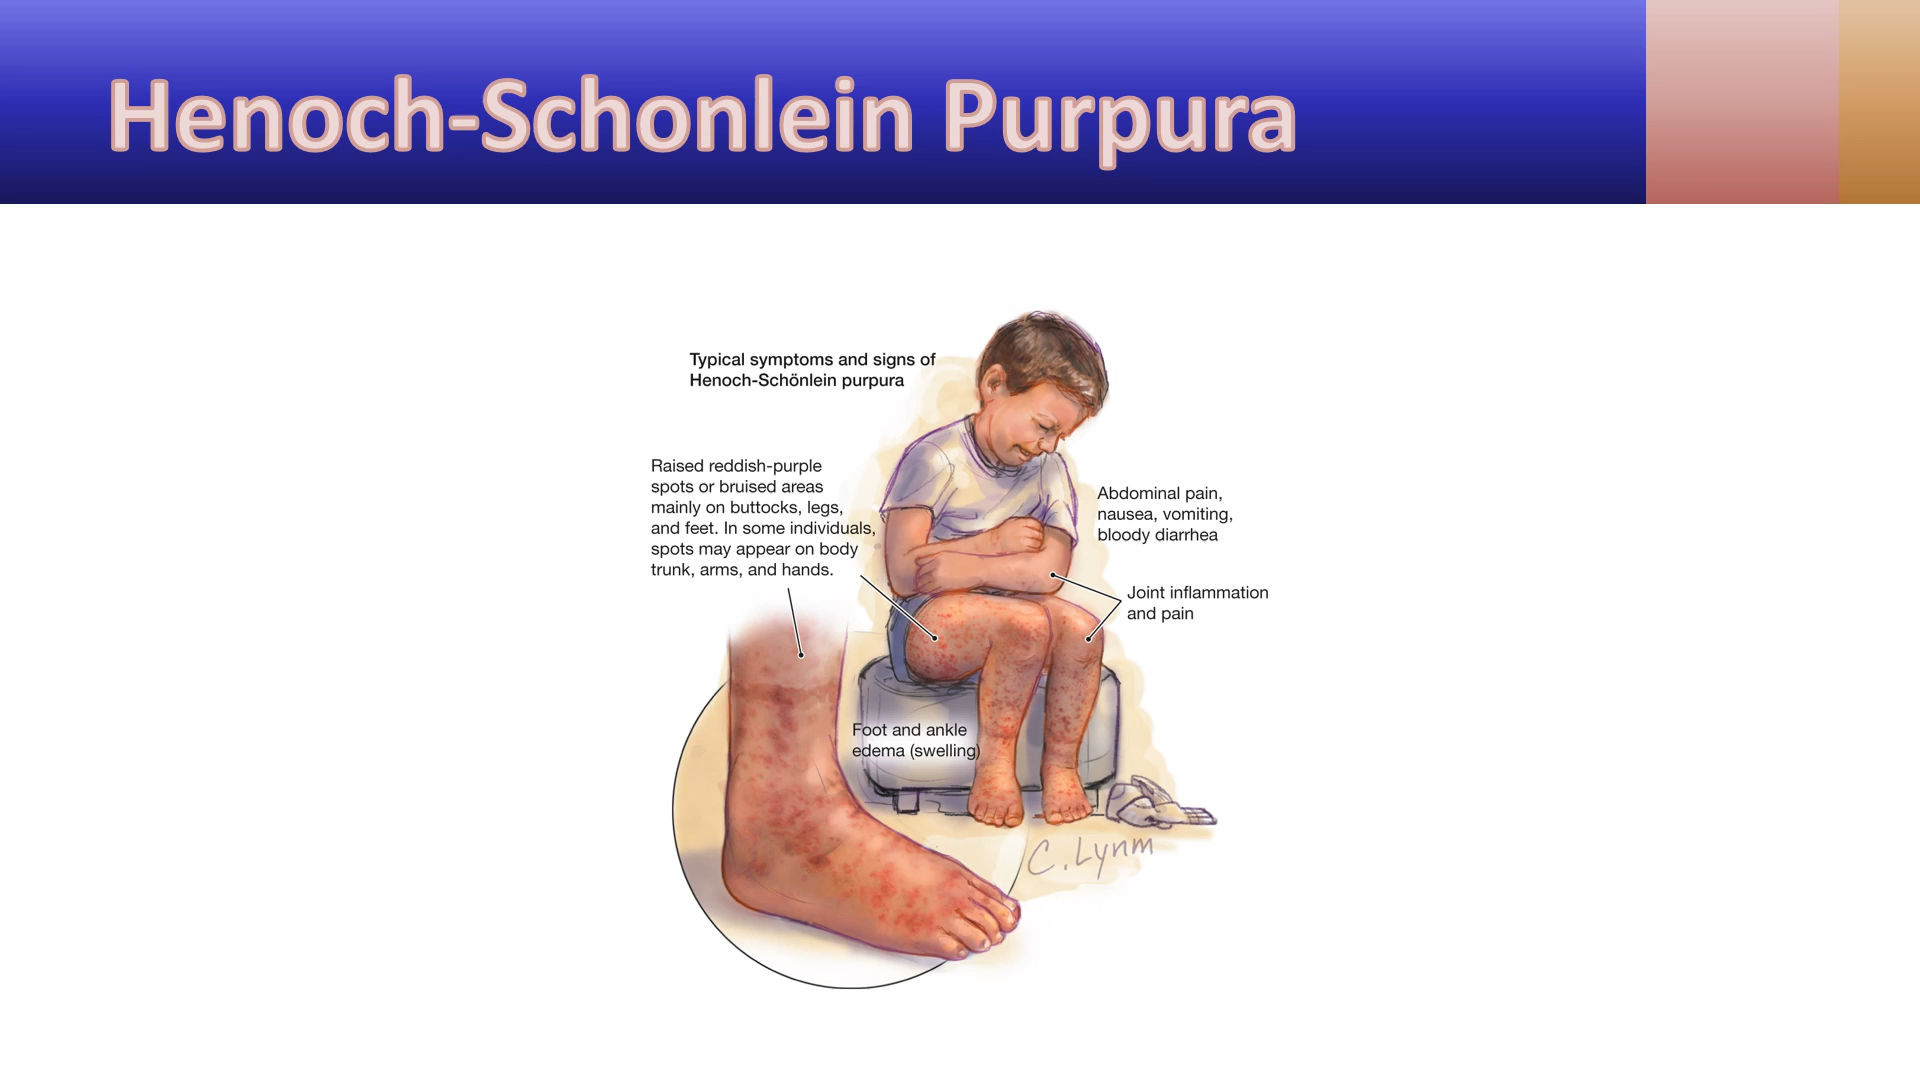 Henoch-Schonlein Purpura
Typical symptoms and signs of
Henoch-Schönlein purpura
Raised reddish-purple
spots or bruised areas
mainly on buttocks, legs,
and feet. In some individuals,
spots may appear on body
trunk, arms, and hands.
Abdominal pain,
nausea, vomiting,
bloody diarrhea
Joint inflammation
and pain
Foot and ankle
edema (swelling)
C. Lynm